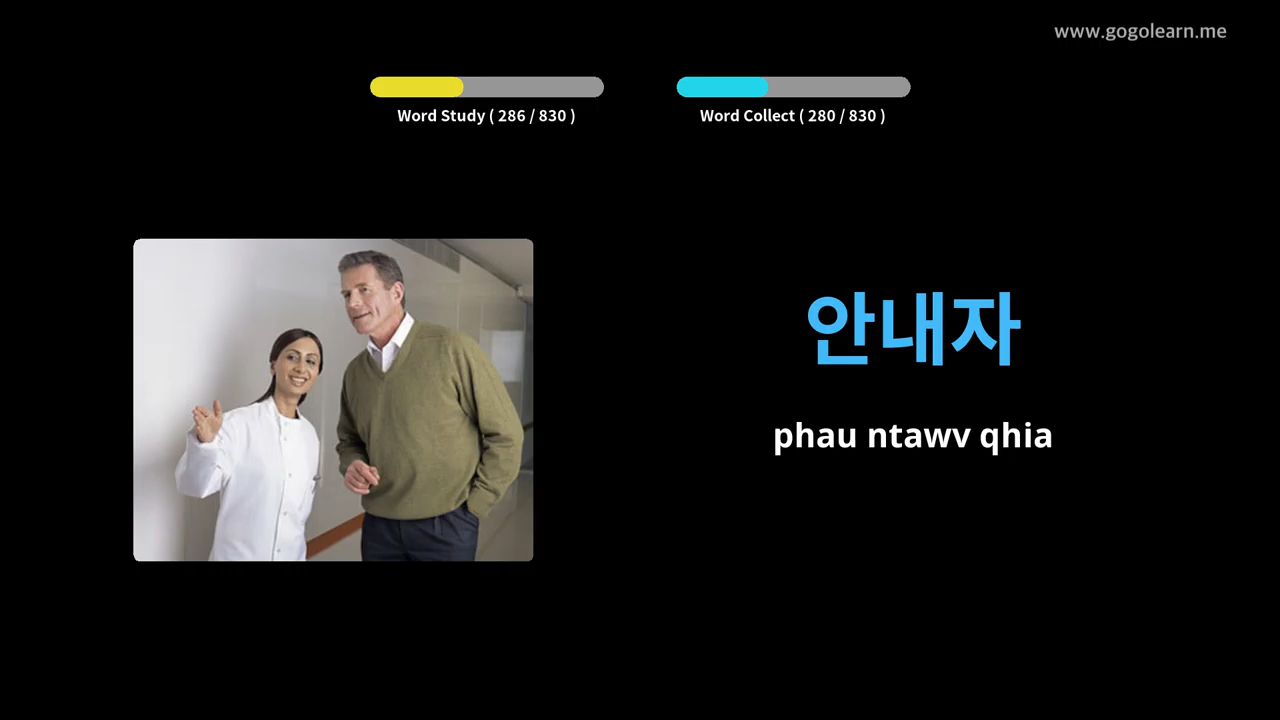 www.gogolearn.me
Word Study ( 286 / 830 )
Word Collect ( 280 / 830 )
안내자
phau ntawv qhia